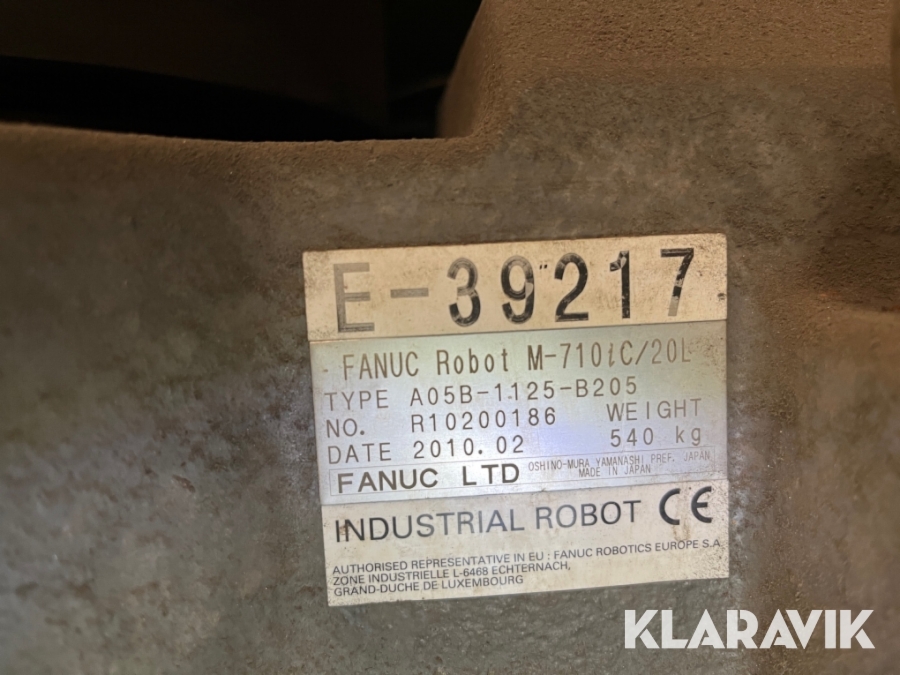 E-39217
FANUC Robot M-710iC/20L
TYPE A05B-1125-B205
NO. R10200186 WEIGHT
DATE 2010.02 540 kg
FANUC LTD OSHINO-MURA YAMANASHI PREF. JAPAN
MADE IN JAPAN
INDUSTRIAL ROBOT CE
AUTHORISED REPRESENTATIVE IN EU : FANUC ROBOTICS EUROPE S.A
ZONE INDUSTRIELLE L-6468 ECHTERNACH,
GRAND-DUCHE DE LUXEMBOURG
KLARAVIK